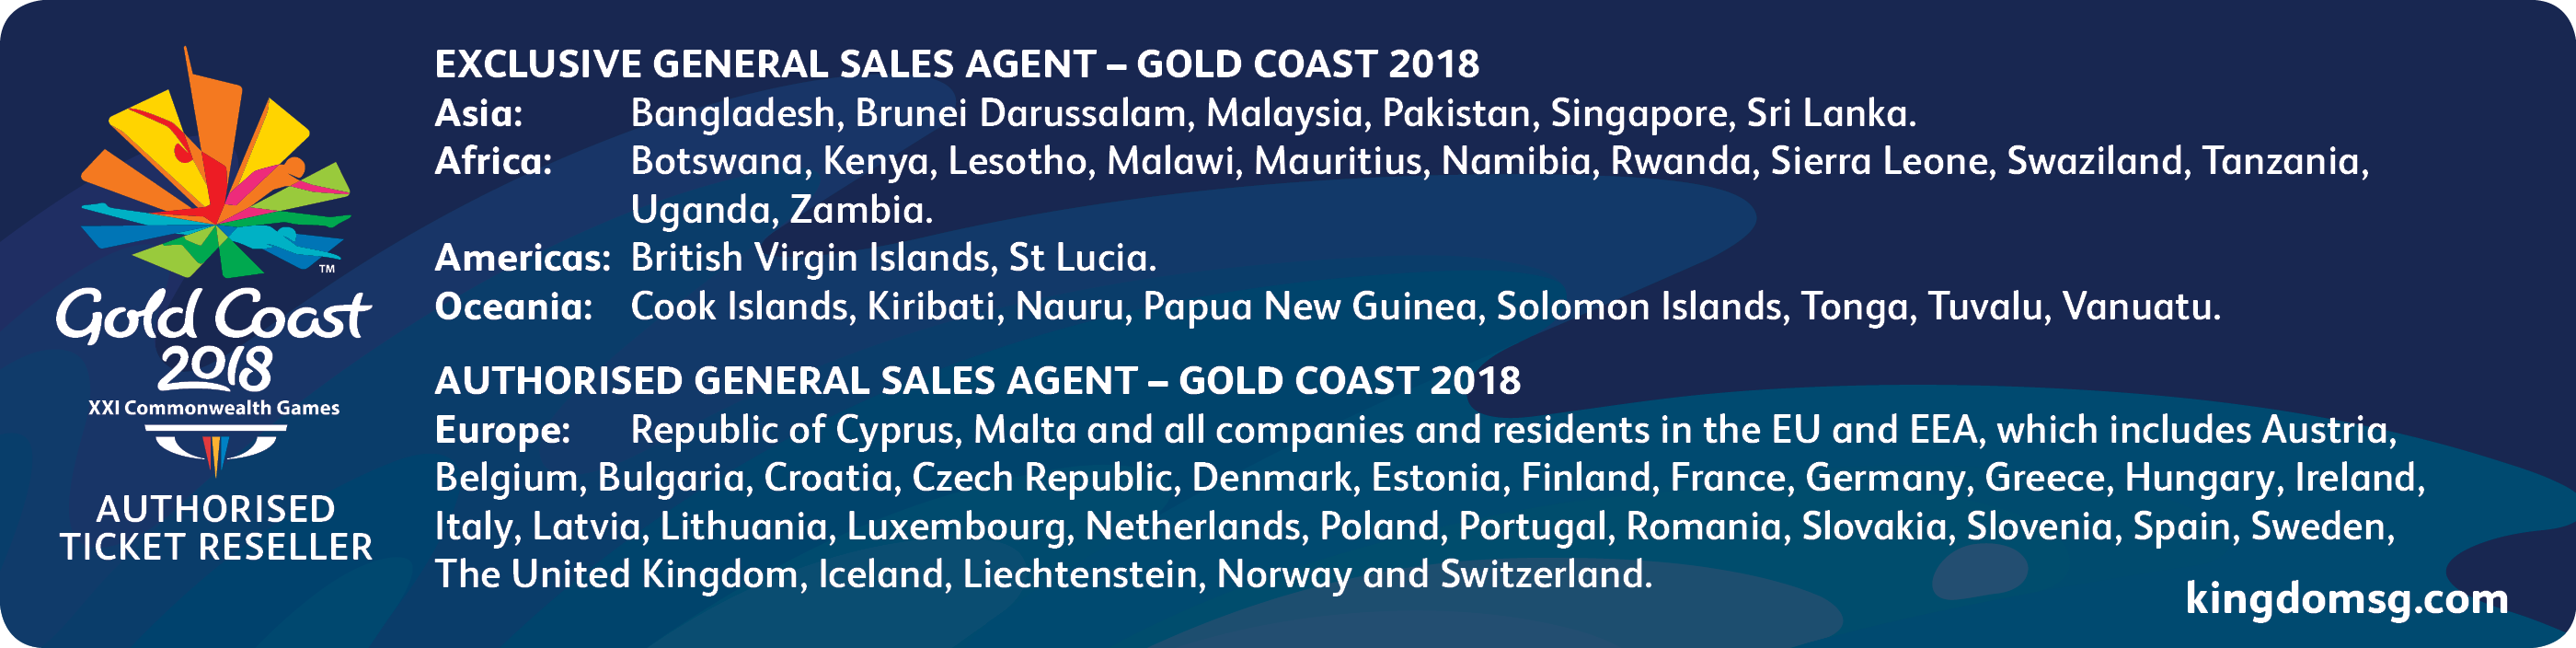 TM
Gold Coast
2018
XXI Commonwealth Games
AUTHORISED
TICKET RESELLER
EXCLUSIVE GENERAL SALES AGENT – GOLD COAST 2018
Asia: Bangladesh, Brunei Darussalam, Malaysia, Pakistan, Singapore, Sri Lanka.
Africa: Botswana, Kenya, Lesotho, Malawi, Mauritius, Namibia, Rwanda, Sierra Leone, Swaziland, Tanzania,
Uganda, Zambia.
Americas: British Virgin Islands, St Lucia.
Oceania: Cook Islands, Kiribati, Nauru, Papua New Guinea, Solomon Islands, Tonga, Tuvalu, Vanuatu.
AUTHORISED GENERAL SALES AGENT – GOLD COAST 2018
Europe: Republic of Cyprus, Malta and all companies and residents in the EU and EEA, which includes Austria,
Belgium, Bulgaria, Croatia, Czech Republic, Denmark, Estonia, Finland, France, Germany, Greece, Hungary, Ireland,
Italy, Latvia, Lithuania, Luxembourg, Netherlands, Poland, Portugal, Romania, Slovakia, Slovenia, Spain, Sweden,
The United Kingdom, Iceland, Liechtenstein, Norway and Switzerland.
kingdomsg.com